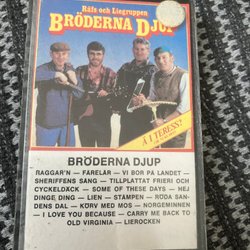 Räfs och Liegruppen
BRÖDERNA DJUP
Å I TERESS?
BRÖDERNA DJUP
RAGGAR'N — FARELÄR — VI BOR PÅ LANDET —
SHERIFFENS SÅNG — TILLPLATTAT FRIERI OCH
CYCKELDÄCK — SOME OF THESE DAYS — HEJ
DINGE DING — LIEN — STAMPEN — RÖDA SAN-
DENS DAL — KORV MED MOS — NORGEMINNEN
— I LOVE YOU BECAUSE — CARRY ME BACK TO
OLD VIRGINIA — LIEROCKEN